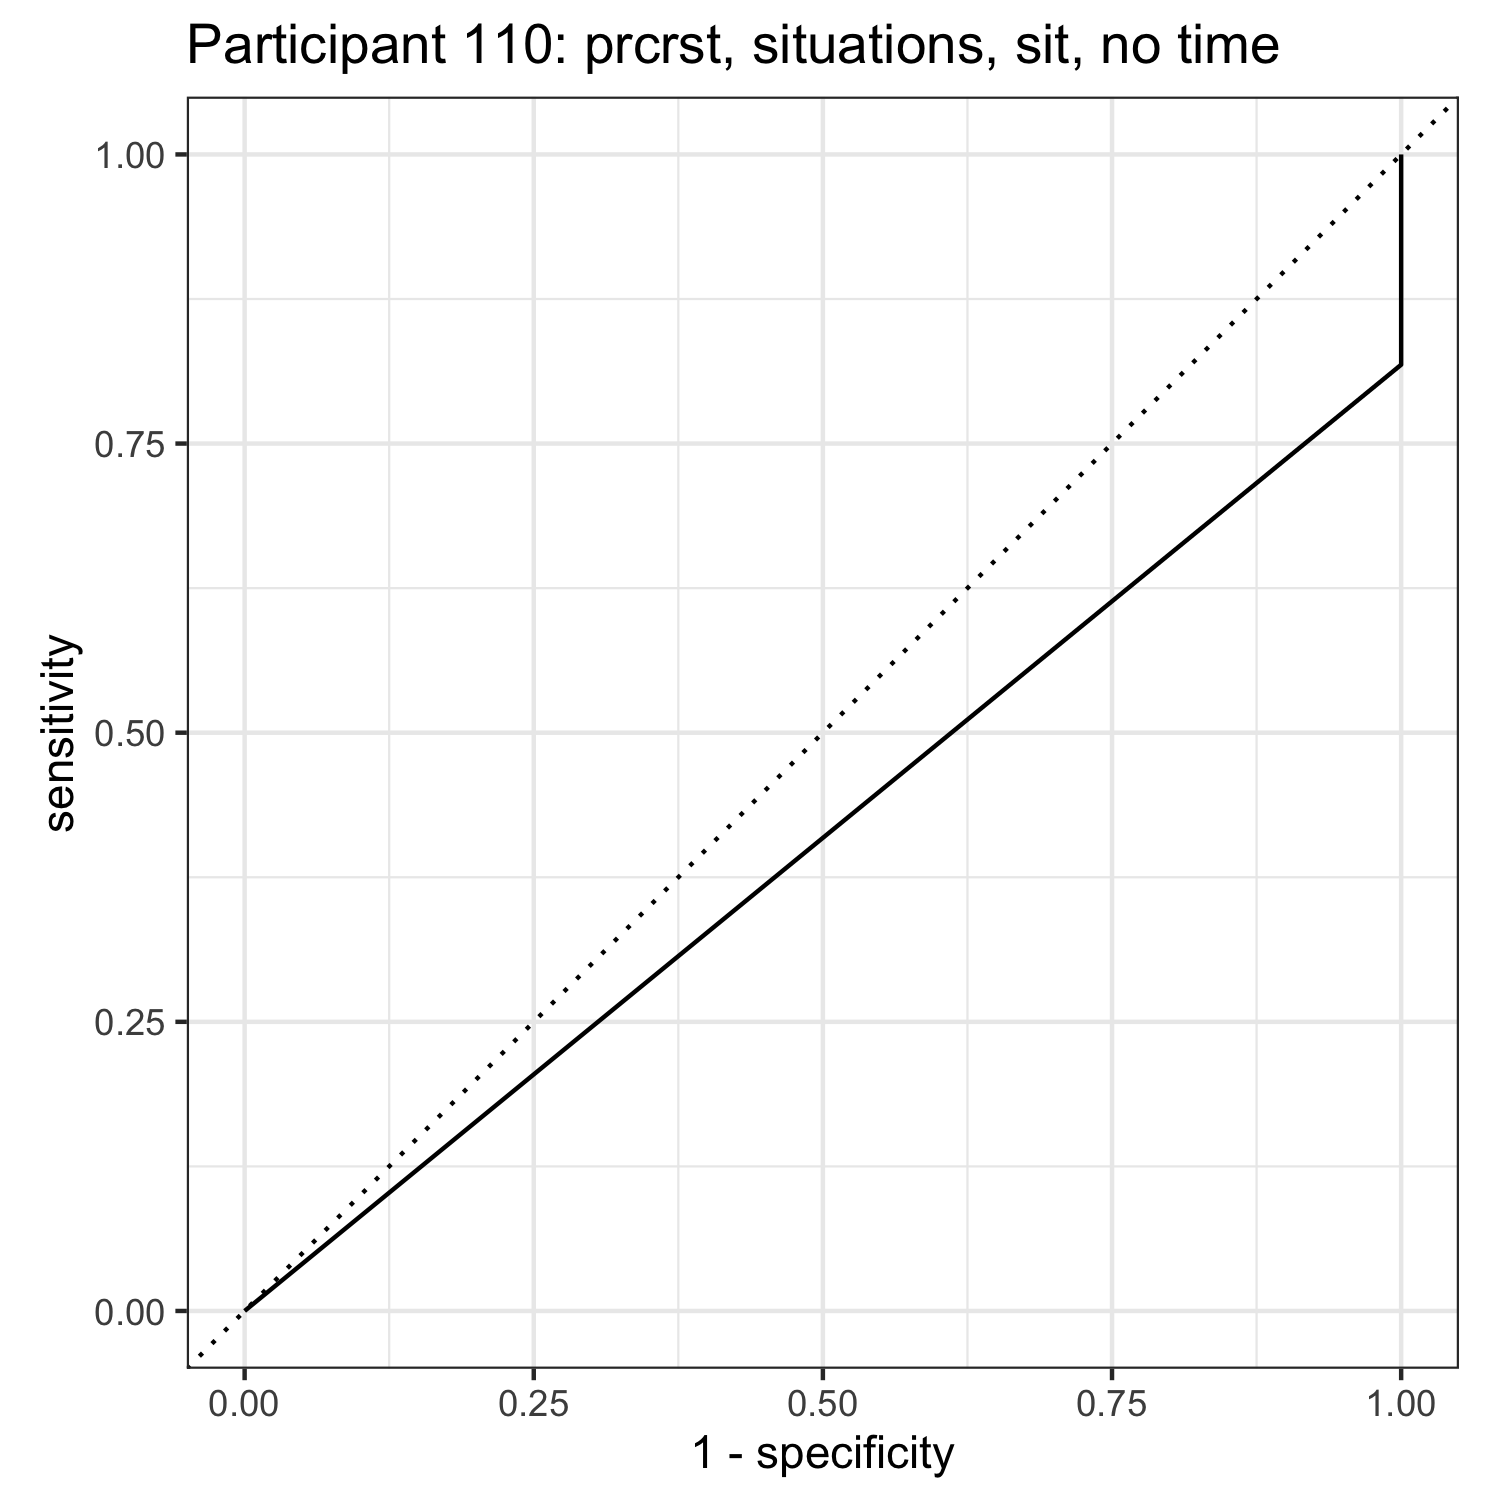 Participant 110: prcrst, situations, sit, no time
1.00
0.75
0.50
0.25
0.00
sensitivity
0.00 0.25 0.50 0.75 1.00
1 - specificity